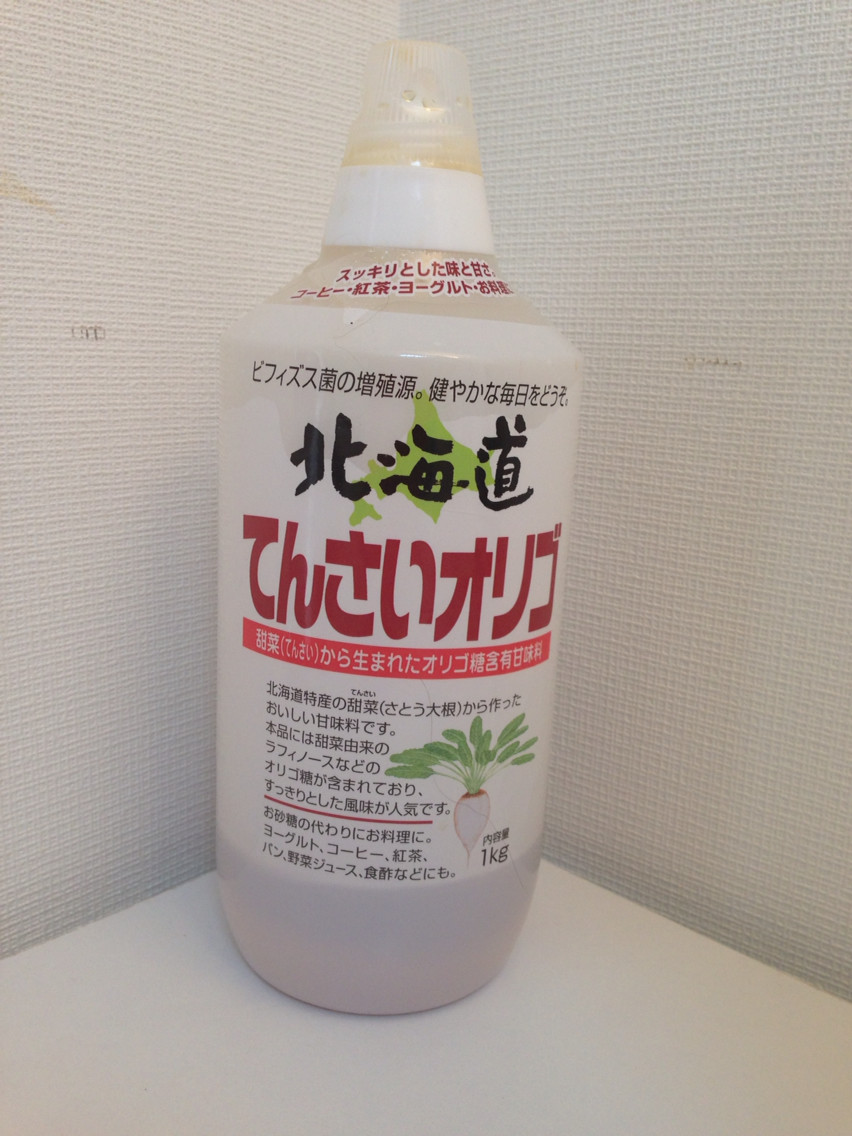 スッキリとした味と甘さ。
コーヒー・紅茶・ヨーグルト・お料理に
ビフィズス菌の増殖源。健やかな毎日をどうぞ。
北海道
てんさいオリゴ
甜菜(てんさい)から生まれたオリゴ糖含有甘味料
てんさい
北海道特産の甜菜(さとう大根)から作った
おいしい甘味料です。
本品には甜菜由来の
ラフィノースなどの
オリゴ糖が含まれており、
すっきりとした風味が人気です。
お砂糖の代わりにお料理に。
ヨーグルト、コーヒー、紅茶、
パン、野菜ジュース、食酢などにも。
内容量
1kg